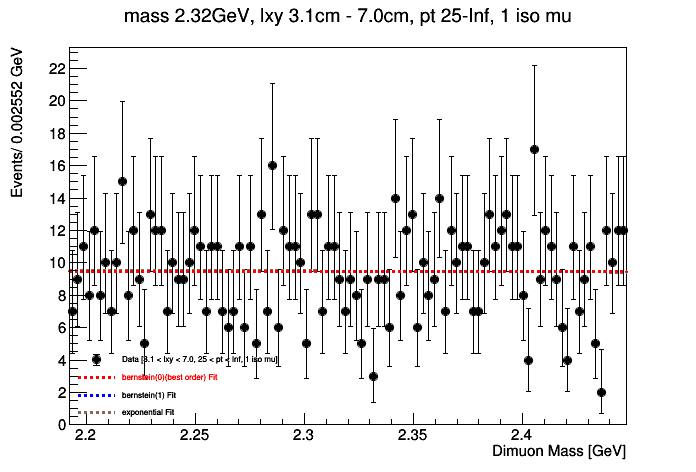 mass 2.32GeV, lxy 3.1cm - 7.0cm, pt 25-Inf, 1 iso mu
Events/ 0.002552 GeV
22
20
18
16
14
12
10
8
6
4
2
0
Data [3.1 < lxy < 7.0, 25 < pt < Inf, 1 iso mu]
bernstein(0)(best order) Fit
bernstein(1) Fit
exponential Fit
2.2 2.25 2.3 2.35 2.4
Dimuon Mass [GeV]